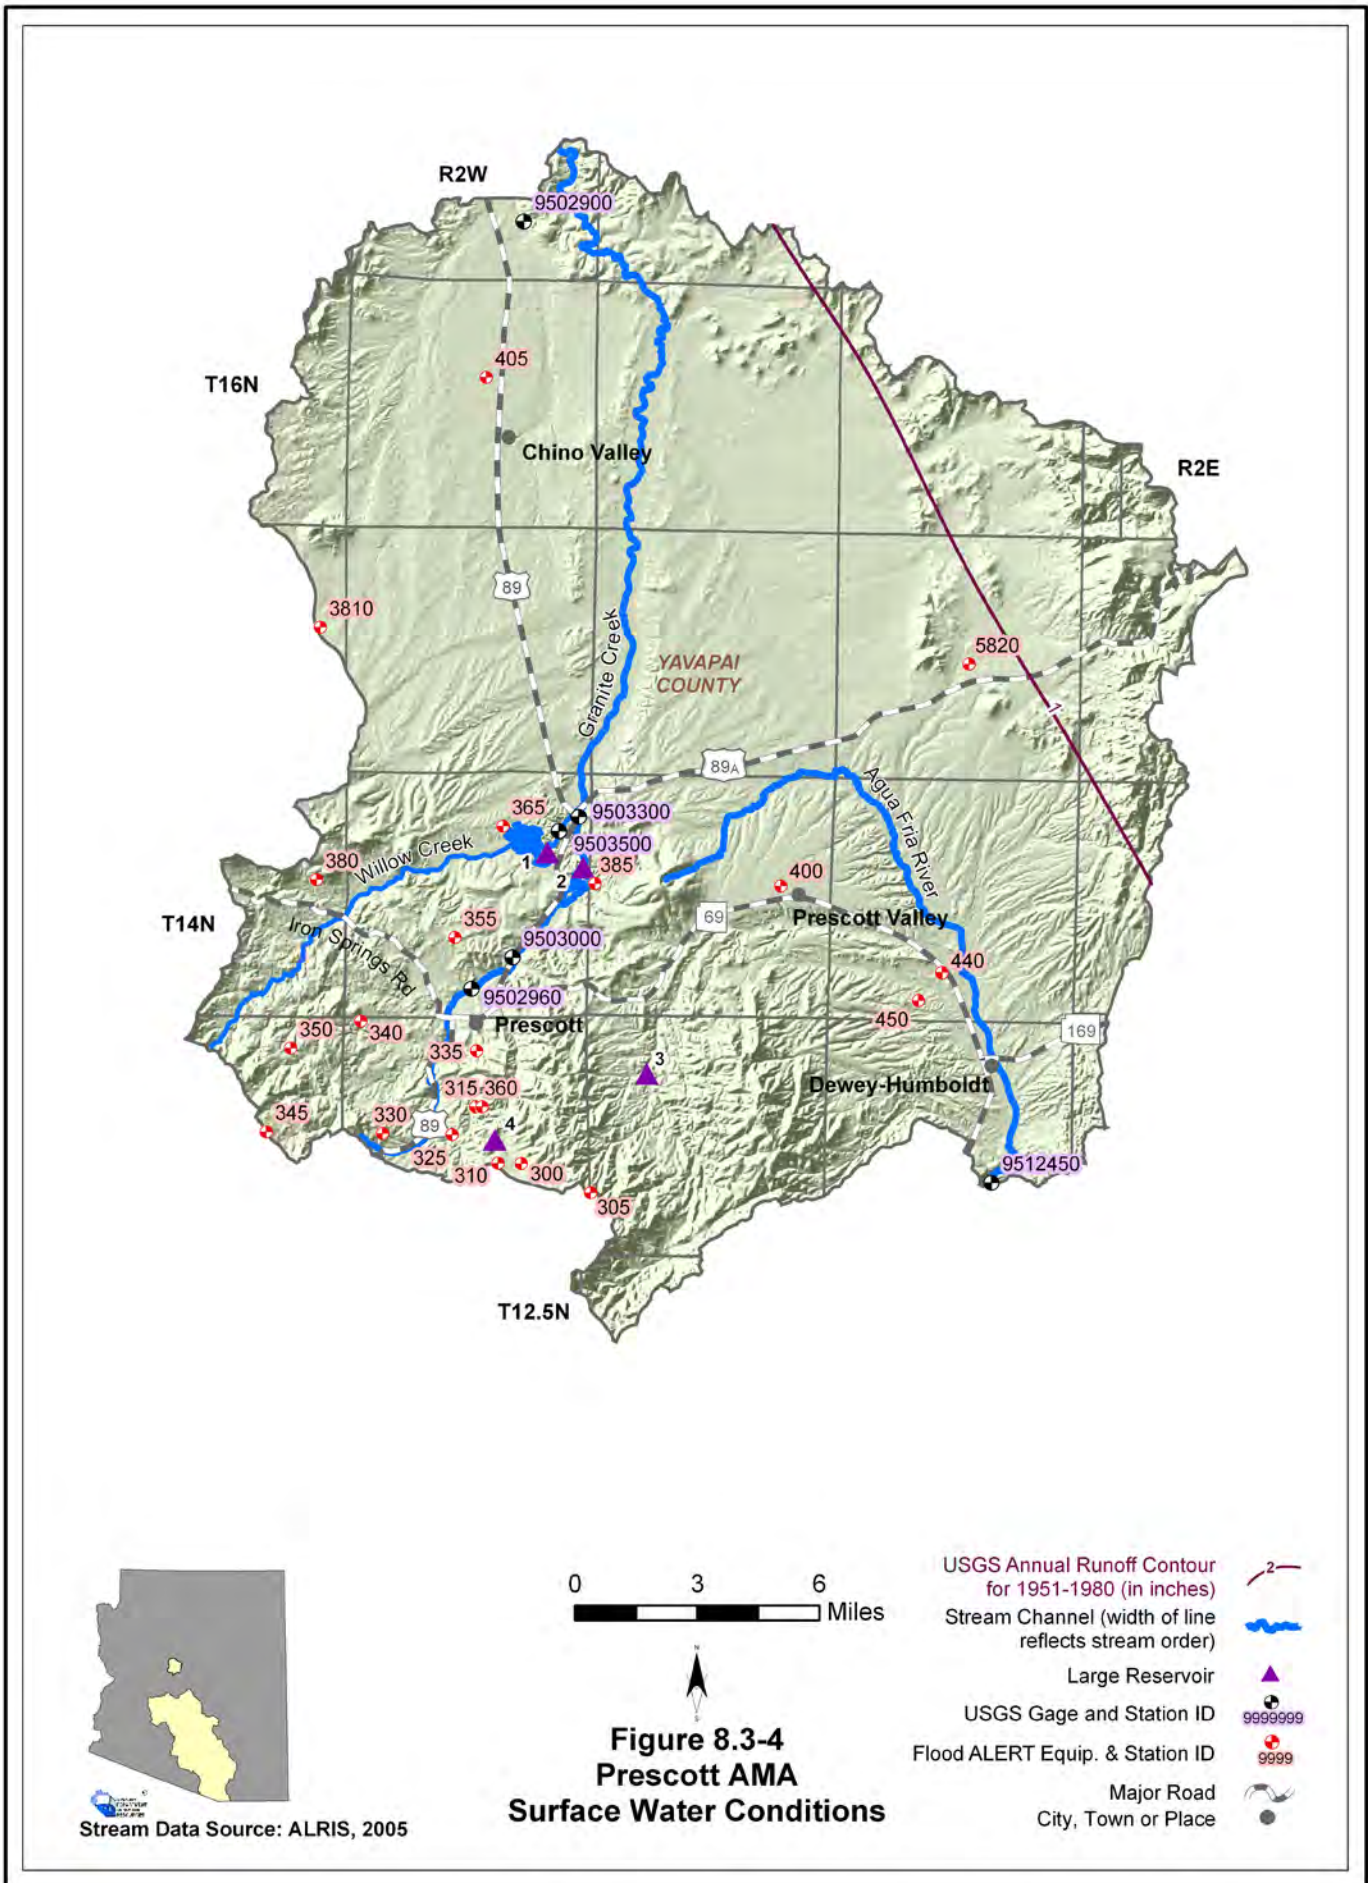 R2W
9502900
405
T16N
Chino Valley
R2E
89
3810
Granite Creek
YAVAPAI
COUNTY
5820
1
89A
Agua Fria River
365
9503300
Willow Creek
9503500
380
1
2
385
400
T14N
355
69
Prescott Valley
Iron Springs Rd
9503000
440
9502960
450
350
340
Prescott
169
335
3
Dewey-Humboldt
315
360
345
330
89
4
325
310
300
9512450
305
T12.5N
0 3 6
Miles
N
S
Figure 8.3-4
Prescott AMA
Surface Water Conditions
USGS Annual Runoff Contour
for 1951-1980 (in inches)
2
Stream Channel (width of line
reflects stream order)
Large Reservoir
USGS Gage and Station ID
9999999
Flood ALERT Equip. & Station ID
9999
Major Road
City, Town or Place
Stream Data Source: ALRIS, 2005